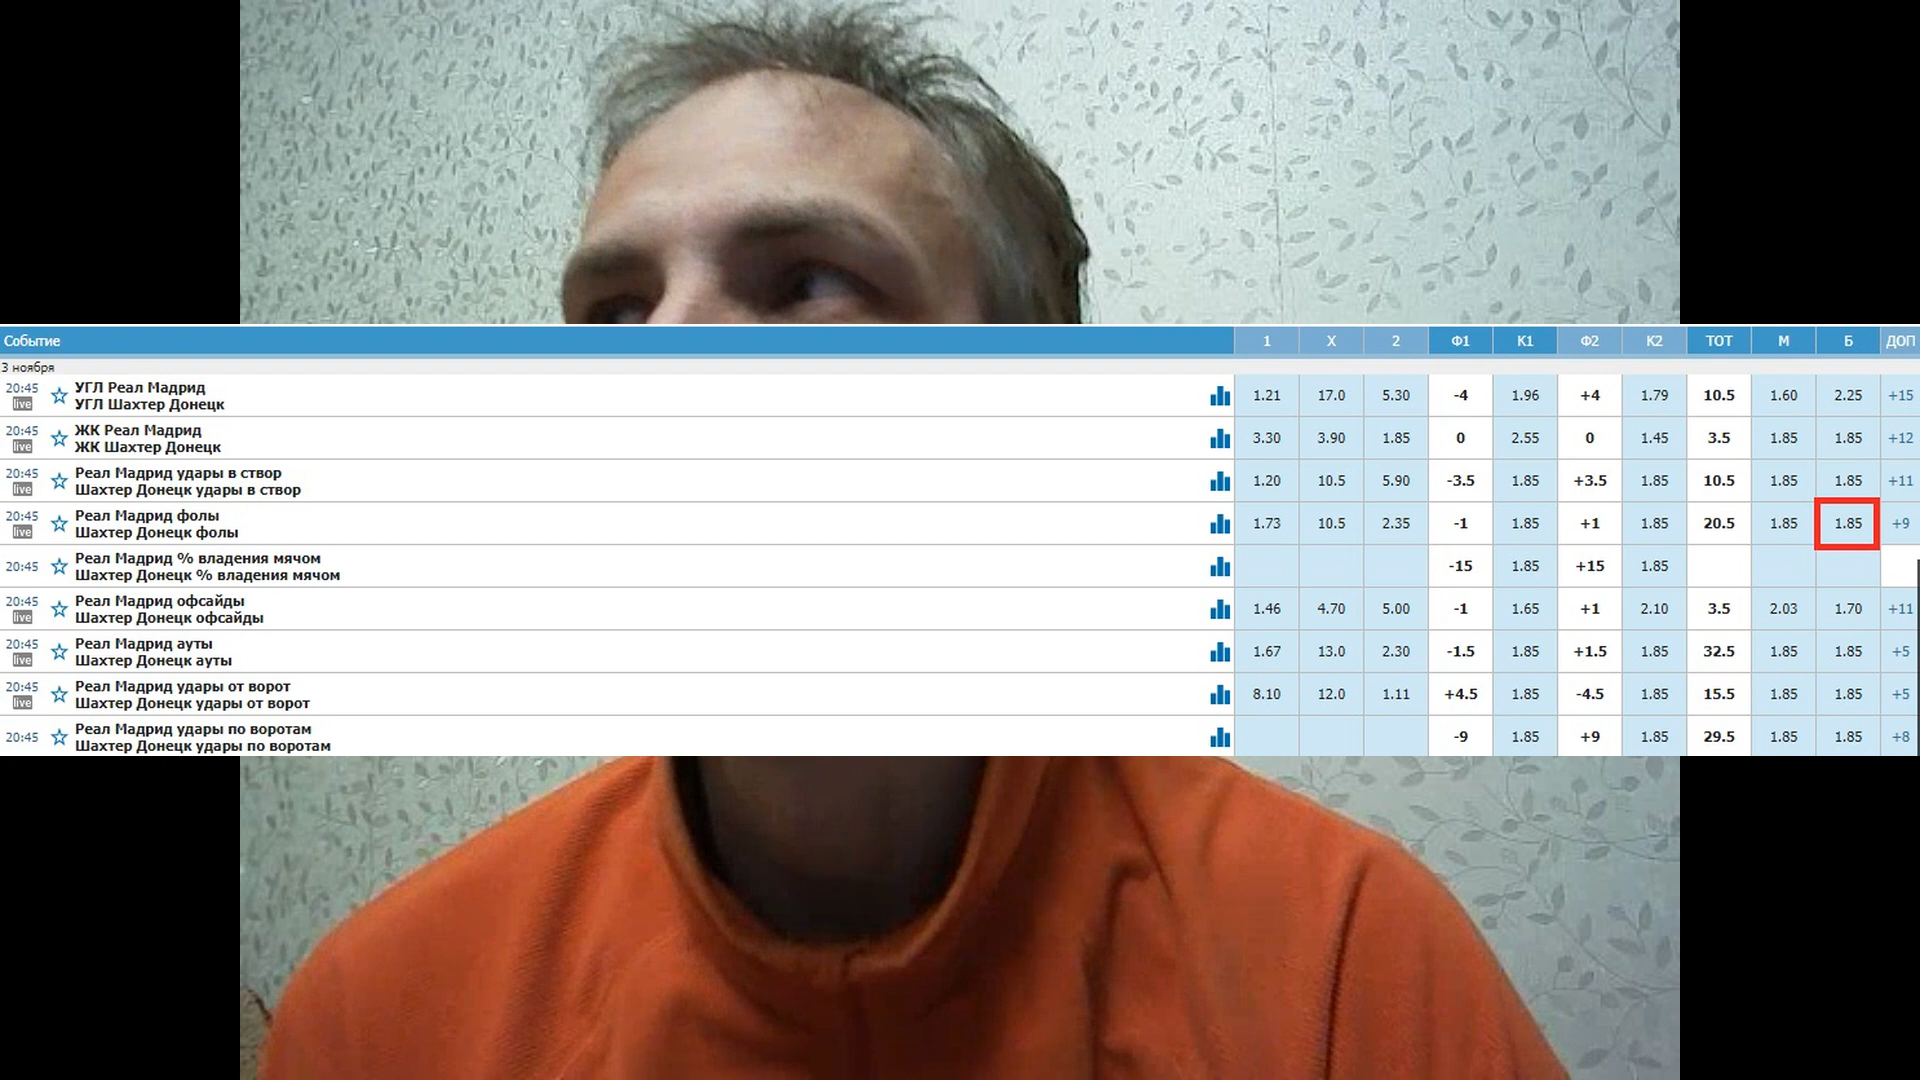 Событие 1 X 2 Ф1 К1 Ф2 К2 ТОТ М Б ДОП
3 ноября
20:45 УГЛ Реал Мадрид
live УГЛ Шахтер Донецк
1.21 17.0 5.30 -4 1.96 +4 1.79 10.5 1.60 2.25 +15
20:45 ЖК Реал Мадрид
live ЖК Шахтер Донецк
3.30 3.90 1.85 0 2.55 0 1.45 3.5 1.85 1.85 +12
20:45 Реал Мадрид удары в створ
live Шахтер Донецк удары в створ
1.20 10.5 5.90 -3.5 1.85 +3.5 1.85 10.5 1.85 1.85 +11
20:45 Реал Мадрид фолы
live Шахтер Донецк фолы
1.73 10.5 2.35 -1 1.85 +1 1.85 20.5 1.85 1.85 +9
Реал Мадрид % владения мячом
20:45 Шахтер Донецк % владения мячом
-15 1.85 +15 1.85
20:45 Реал Мадрид офсайды
live Шахтер Донецк офсайды
1.46 4.70 5.00 -1 1.65 +1 2.10 3.5 2.03 1.70 +11
20:45 Реал Мадрид ауты
live Шахтер Донецк ауты
1.67 13.0 2.30 -1.5 1.85 +1.5 1.85 32.5 1.85 1.85 +5
20:45 Реал Мадрид удары от ворот
live Шахтер Донецк удары от ворот
8.10 12.0 1.11 +4.5 1.85 -4.5 1.85 15.5 1.85 1.85 +5
Реал Мадрид удары по воротам
20:45 Шахтер Донецк удары по воротам
-9 1.85 +9 1.85 29.5 1.85 1.85 +8